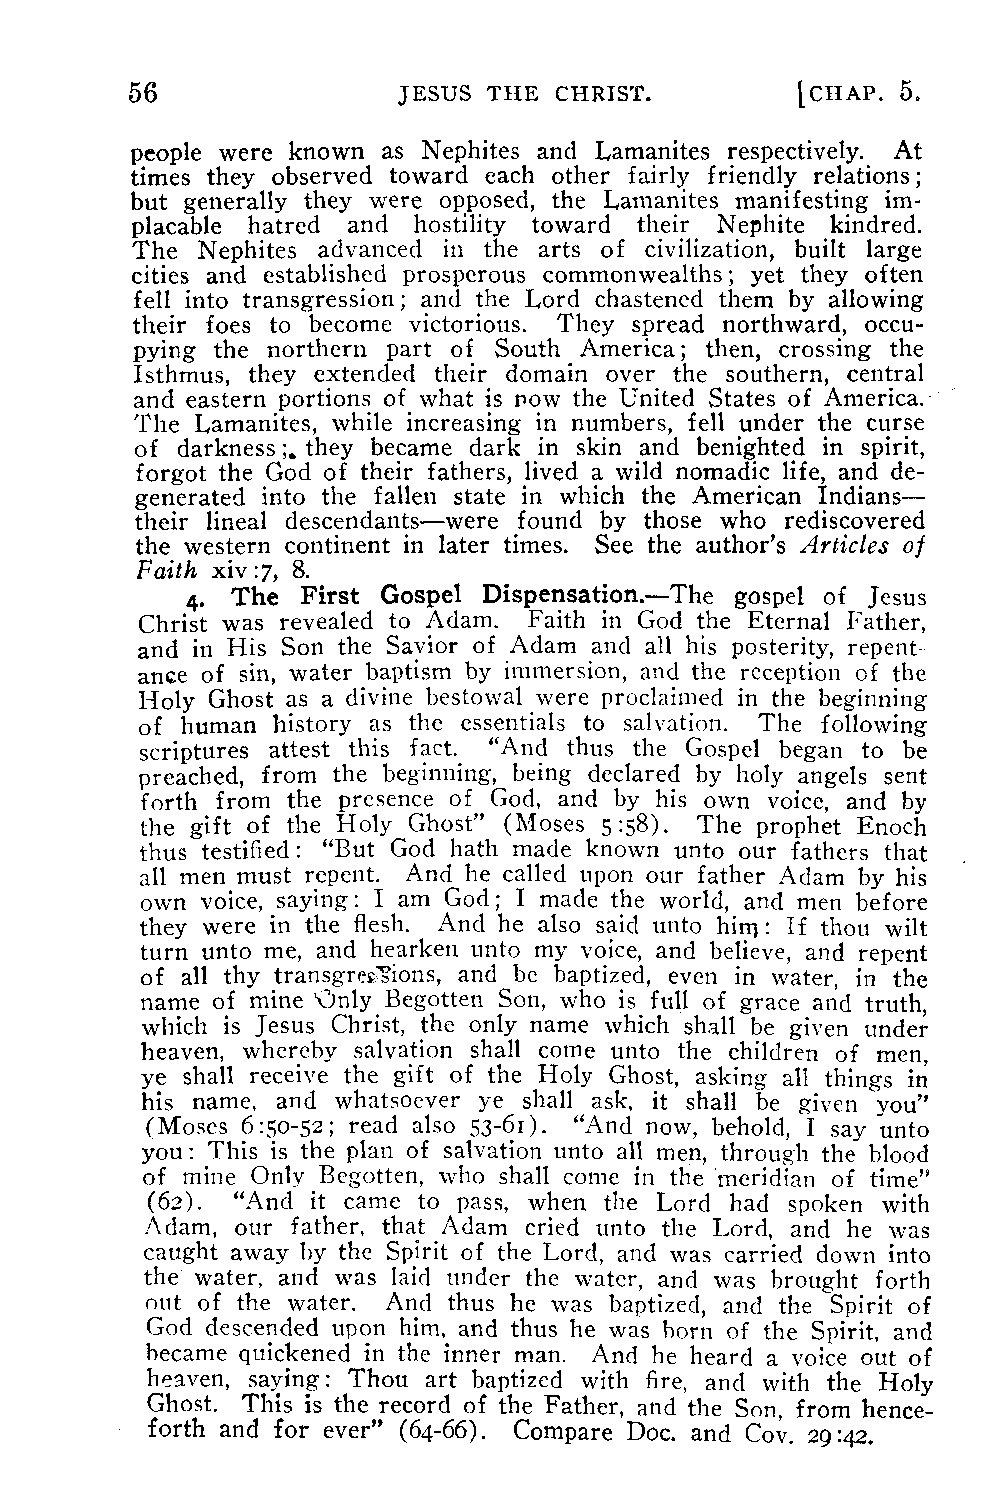 56 JESUS THE CHRIST. [CHAP. 5.
people were known as Nephites and Lamanites respectively. At
times they observed toward each other fairly friendly relations;
but generally they were opposed, the Lamanites manifesting im-
placable hatred and hostility toward their Nephite kindred.
The Nephites advanced in the arts of civilization, built large
cities and established prosperous commonwealths; yet they often
fell into transgression; and the Lord chastened them by allowing
their foes to become victorious. They spread northward, occu-
pying the northern part of South America; then, crossing the
Isthmus, they extended their domain over the southern, central
and eastern portions of what is now the United States of America.
The Lamanites, while increasing in numbers, fell under the curse
of darkness; they became dark in skin and benighted in spirit,
forgot the God of their fathers, lived a wild nomadic life, and de-
generated into the fallen state in which the American Indians—
their lineal descendants—were found by those who rediscovered
the western continent in later times. See the author's Articles of
Faith xiv:7, 8.
4. The First Gospel Dispensation.—The gospel of Jesus
Christ was revealed to Adam. Faith in God the Eternal Father,
and in His Son the Savior of Adam and all his posterity, repent-
ance of sin, water baptism by immersion, and the reception of the
Holy Ghost as a divine bestowal were proclaimed in the beginning
of human history as the essentials to salvation. The following
scriptures attest this fact. "And thus the Gospel began to be
preached, from the beginning, being declared by holy angels sent
forth from the presence of God, and by his own voice, and by
the gift of the Holy Ghost" (Moses 5:58). The prophet Enoch
thus testified: "But God hath made known unto our fathers that
all men must repent. And he called upon our father Adam by his
own voice, saying: I am God; I made the world, and men before
they were in the flesh. And he also said unto him: If thou wilt
turn unto me, and hearken unto my voice, and believe, and repent
of all thy transgressions, and be baptized, even in water, in the
name of mine Only Begotten Son, who is full of grace and truth,
which is Jesus Christ, the only name which shall be given under
heaven, whereby salvation shall come unto the children of men,
ye shall receive the gift of the Holy Ghost, asking all things in
his name, and whatsoever ye shall ask, it shall be given you"
(Moses 6:50-52; read also 53-61). "And now, behold, I say unto
you: This is the plan of salvation unto all men, through the blood
of mine Only Begotten, who shall come in the meridian of time"
(62). "And it came to pass, when the Lord had spoken with
Adam, our father, that Adam cried unto the Lord, and he was
caught away by the Spirit of the Lord, and was carried down into
the water, and was laid under the water, and was brought forth
out of the water. And thus he was baptized, and the Spirit of
God descended upon him, and thus he was born of the Spirit, and
became quickened in the inner man. And he heard a voice out of
heaven, saying: Thou art baptized with fire, and with the Holy
Ghost. This is the record of the Father, and the Son, from hence-
forth and for ever" (64-66). Compare Doc. and Cov. 29:42.